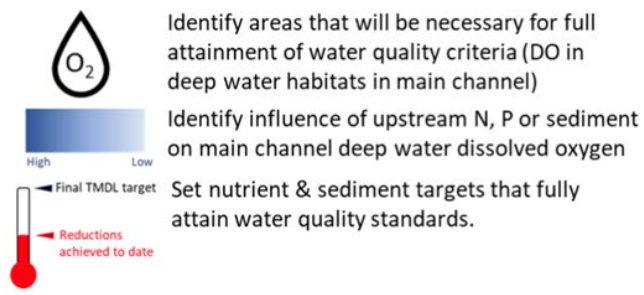 O2
Identify areas that will be necessary for full
attainment of water quality criteria (DO in
deep water habitats in main channel)
Identify influence of upstream N, P or sediment
on main channel deep water dissolved oxygen
High Low
Final TMDL target
Set nutrient & sediment targets that fully
attain water quality standards.
Reductions
achieved to date